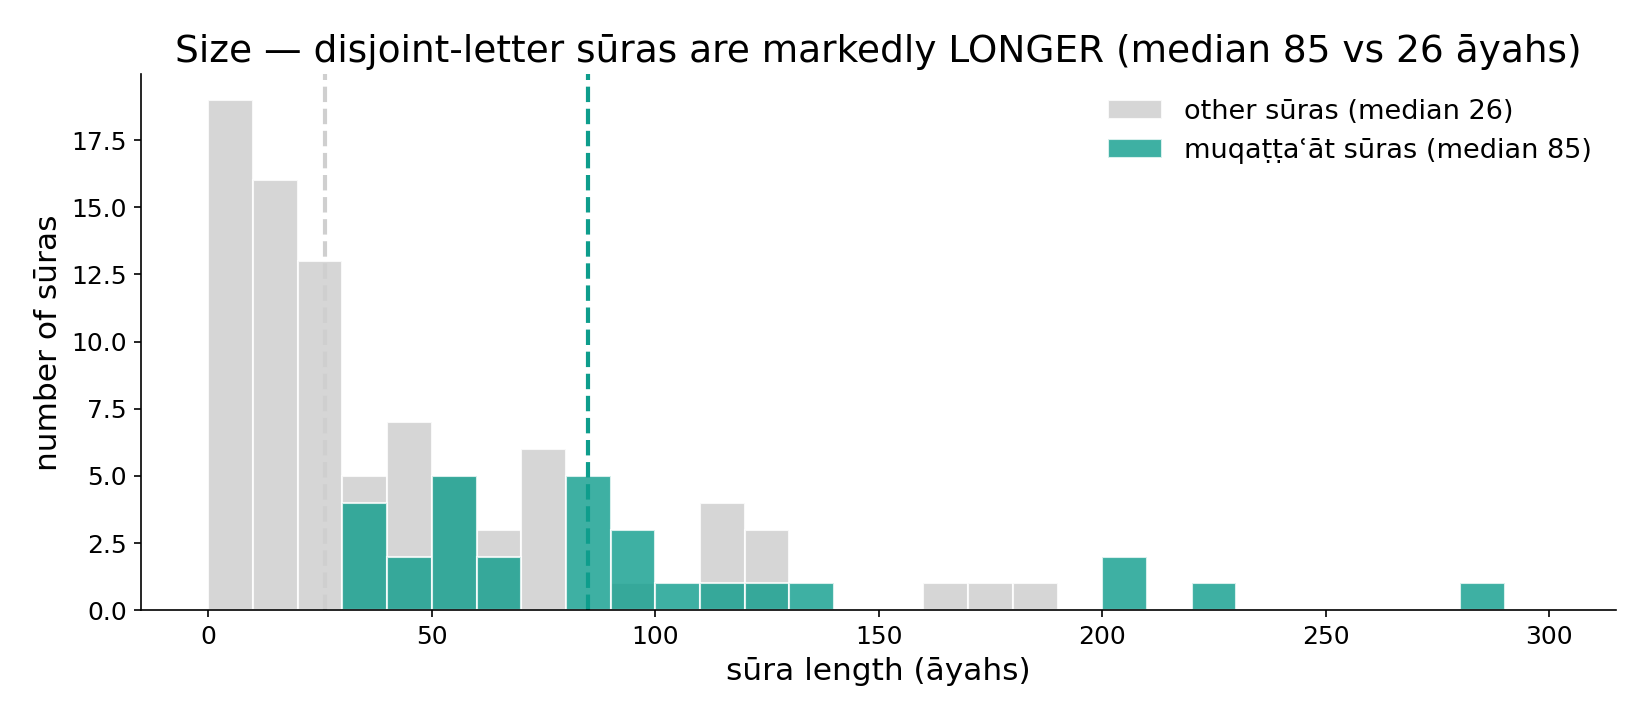 Size — disjoint-letter sūras are markedly LONGER (median 85 vs 26 āyahs)
other sūras (median 26)
muqaṭṭaʿāt sūras (median 85)
number of sūras
17.5
15.0
12.5
10.0
7.5
5.0
2.5
0.0
0 50 100 150 200 250 300
sūra length (āyahs)